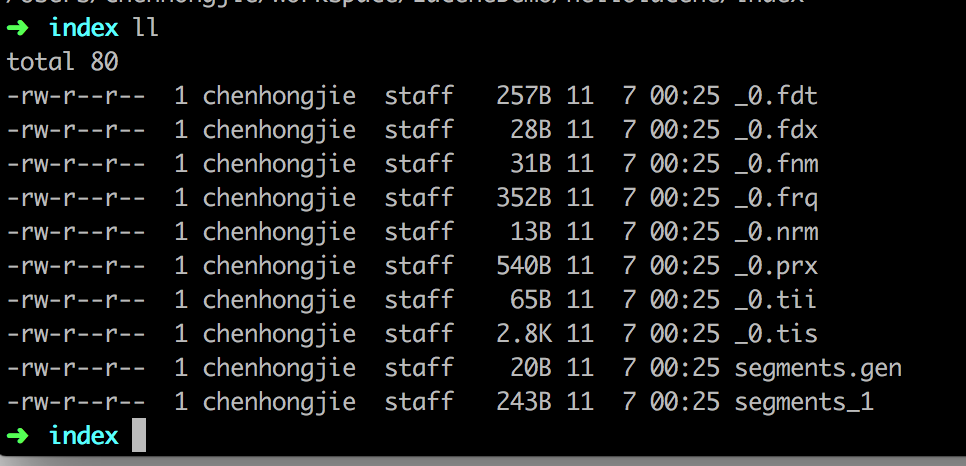 ➜ index ll
total 80
-rw-r--r--  1 chenhongjie  staff   257B 11  7 00:25 _0.fdt
-rw-r--r--  1 chenhongjie  staff    28B 11  7 00:25 _0.fdx
-rw-r--r--  1 chenhongjie  staff    31B 11  7 00:25 _0.fnm
-rw-r--r--  1 chenhongjie  staff   352B 11  7 00:25 _0.frq
-rw-r--r--  1 chenhongjie  staff    13B 11  7 00:25 _0.nrm
-rw-r--r--  1 chenhongjie  staff   540B 11  7 00:25 _0.prx
-rw-r--r--  1 chenhongjie  staff    65B 11  7 00:25 _0.tii
-rw-r--r--  1 chenhongjie  staff   2.8K 11  7 00:25 _0.tis
-rw-r--r--  1 chenhongjie  staff    20B 11  7 00:25 segments.gen
-rw-r--r--  1 chenhongjie  staff   243B 11  7 00:25 segments_1
➜ index